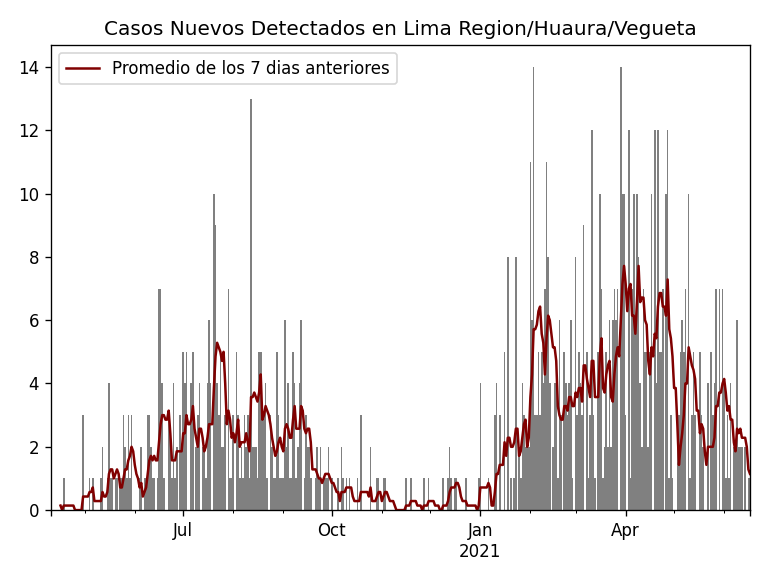 Casos Nuevos Detectados en Lima Region/Huaura/Vegueta
Promedio de los 7 dias anteriores
14
12
10
8
6
4
2
0
Jul
Oct
Jan
Apr
2021